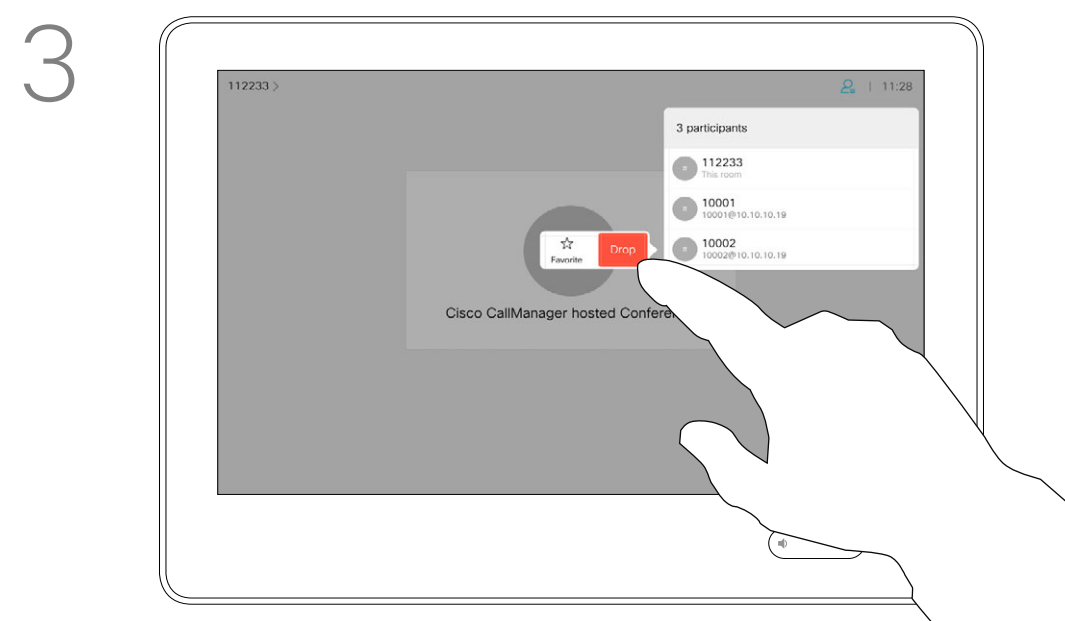 3
112233 >
| 11:28
3 participants
112233
This room
10001
10001@10.10.10.19
10002
10002@10.10.10.19
Favorite
Drop
Cisco CallManager hosted Confere